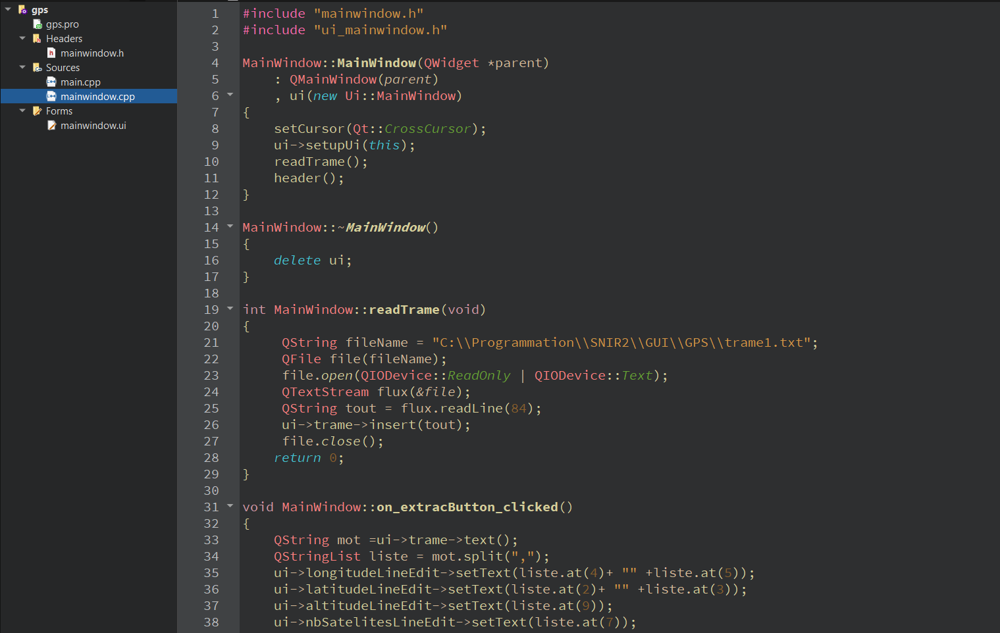 gps
gps.pro
Headers
mainwindow.h
Sources
main.cpp
mainwindow.cpp
Forms
mainwindow.ui
1 #include "mainwindow.h"
2 #include "ui_mainwindow.h"
3
4 MainWindow::MainWindow(QWidget *parent)
5     : QMainWindow(parent)
6     , ui(new Ui::MainWindow)
7 {
8     setCursor(Qt::CrossCursor);
9     ui->setupUi(this);
10     readTrame();
11     header();
12 }
13
14 MainWindow::~MainWindow()
15 {
16     delete ui;
17 }
18
19 int MainWindow::readTrame(void)
20 {
21      QString fileName = "C:\\Programmation\\SNIR2\\GUI\\GPS\\trame1.txt";
22      QFile file(fileName);
23      file.open(QIODevice::ReadOnly | QIODevice::Text);
24      QTextStream flux(&file);
25      QString tout = flux.readLine(84);
26      ui->trame->insert(tout);
27      file.close();
28     return 0;
29 }
30
31 void MainWindow::on_extracButton_clicked()
32 {
33     QString mot =ui->trame->text();
34     QStringList liste = mot.split(",");
35     ui->longitudeLineEdit->setText(liste.at(4)+ "" +liste.at(5));
36     ui->latitudeLineEdit->setText(liste.at(2)+ "" +liste.at(3));
37     ui->altitudeLineEdit->setText(liste.at(9));
38     ui->nbSatelitesLineEdit->setText(liste.at(7));